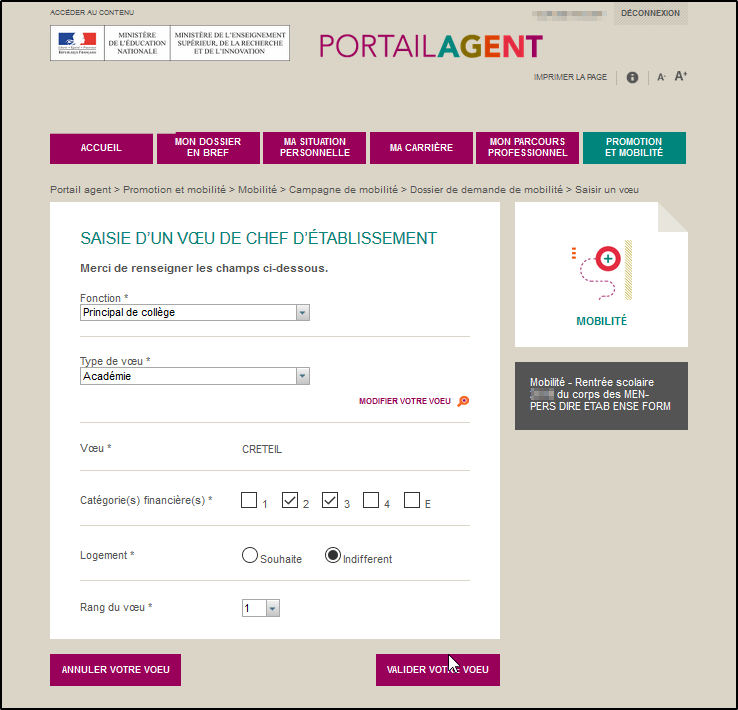 ACCÉDER AU CONTENU
DÉCONNEXION
MINISTÈRE
DE L'ÉDUCATION
NATIONALE
MINISTÈRE DE L'ENSEIGNEMENT
SUPÉRIEUR, DE LA RECHERCHE
ET DE L'INNOVATION
RÉPUBLIQUE FRANÇAISE
PORTAILAGENT
IMPRIMER LA PAGE
A-
A+
ACCUEIL
MON DOSSIER
EN BREF
MA SITUATION
PERSONNELLE
MA CARRIÈRE
MON PARCOURS
PROFESSIONNEL
PROMOTION
ET MOBILITÉ
Portail agent > Promotion et mobilité > Mobilité > Campagne de mobilité > Dossier de demande de mobilité > Saisir un vœu
SAISIE D'UN VŒU DE CHEF D'ÉTABLISSEMENT
Merci de renseigner les champs ci-dessous.
Fonction *
Principal de collège
Type de vœu *
Académie
MODIFIER VOTRE VOEU
Vœu *
CRETEIL
Catégorie(s) financière(s) *
1 2 3 4 E
Logement *
Souhaite Indifferent
Rang du vœu *
1
ANNULER VOTRE VOEU
VALIDER VOTRE VOEU
MOBILITÉ
Mobilité - Rentrée scolaire
du corps des MEN-
PERS DIRE ETAB ENSE FORM